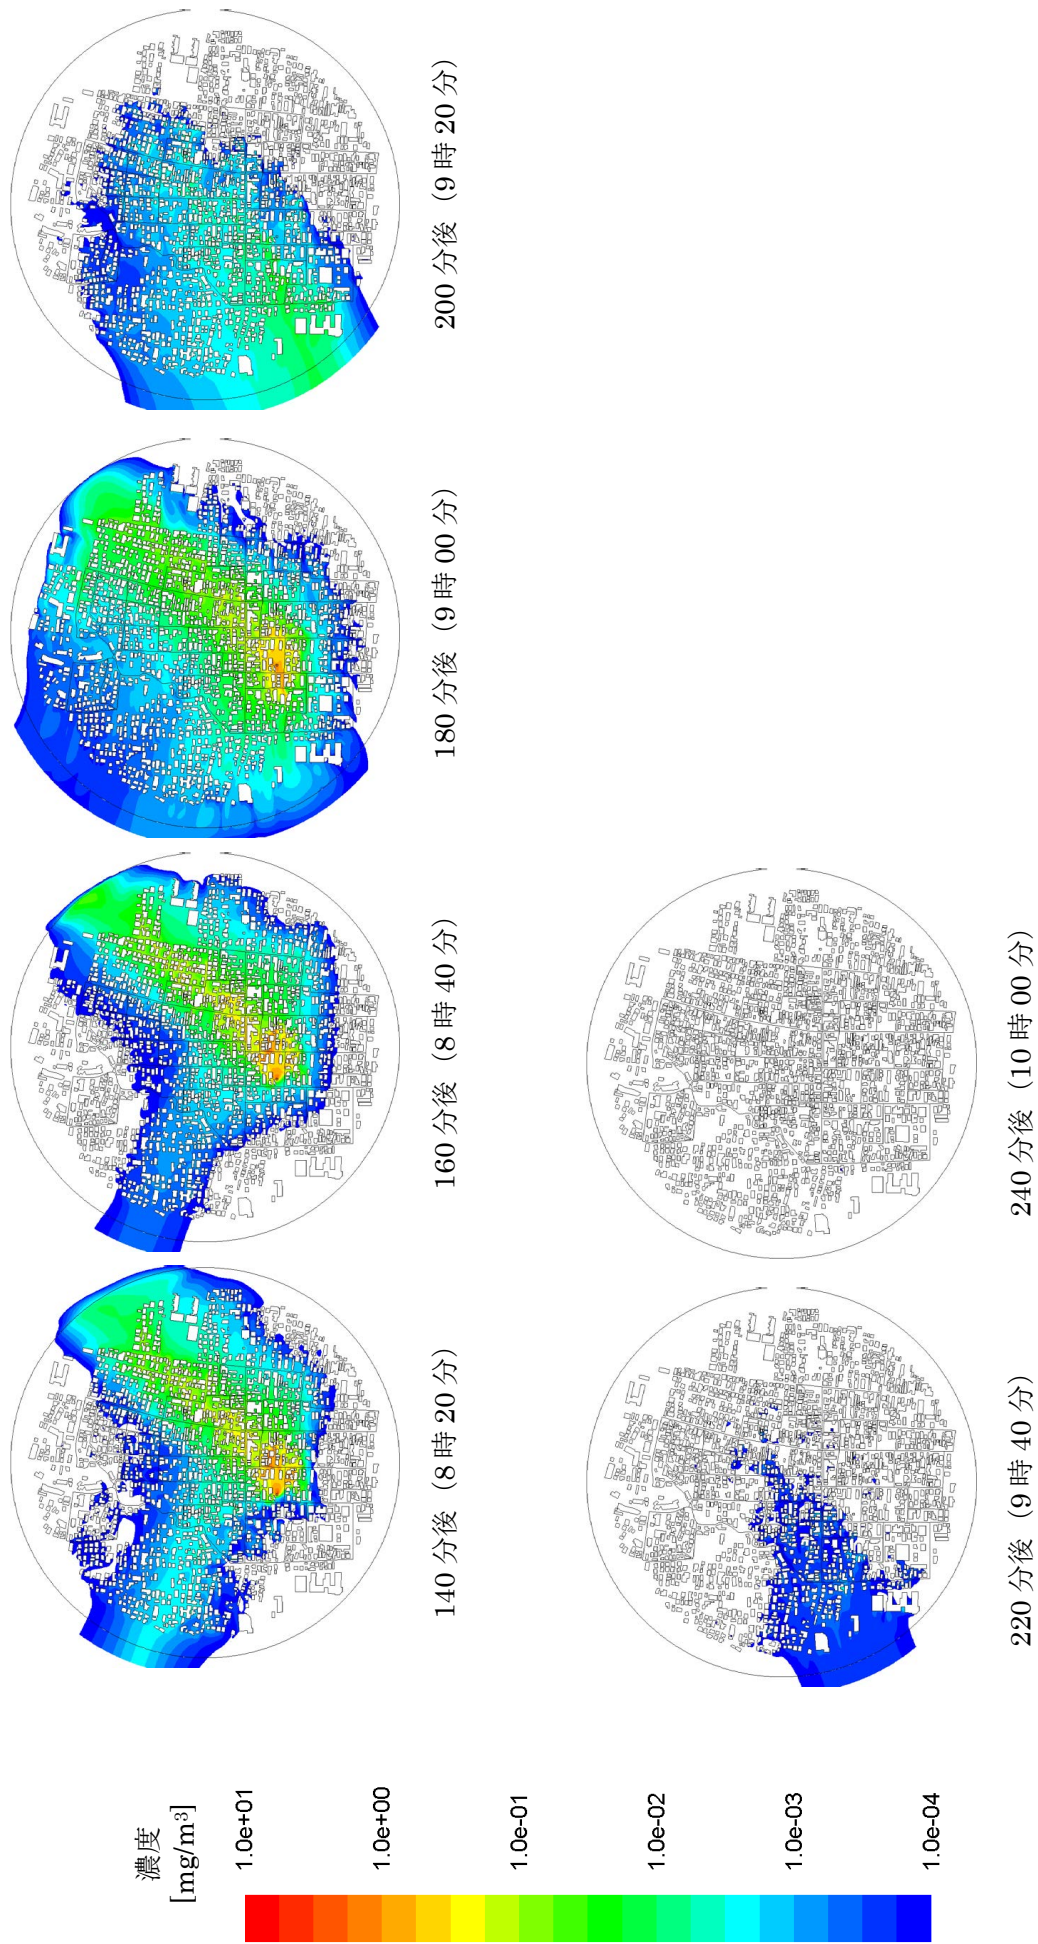 濃度
[mg/m³]
1.0e+01
1.0e+00
1.0e-01
1.0e-02
1.0e-03
1.0e-04
140 分後（8 時 20 分）
160 分後（8 時 40 分）
180 分後（9 時 00 分）
200 分後（9 時 20 分）
220 分後（9 時 40 分）
240 分後（10 時 00 分）